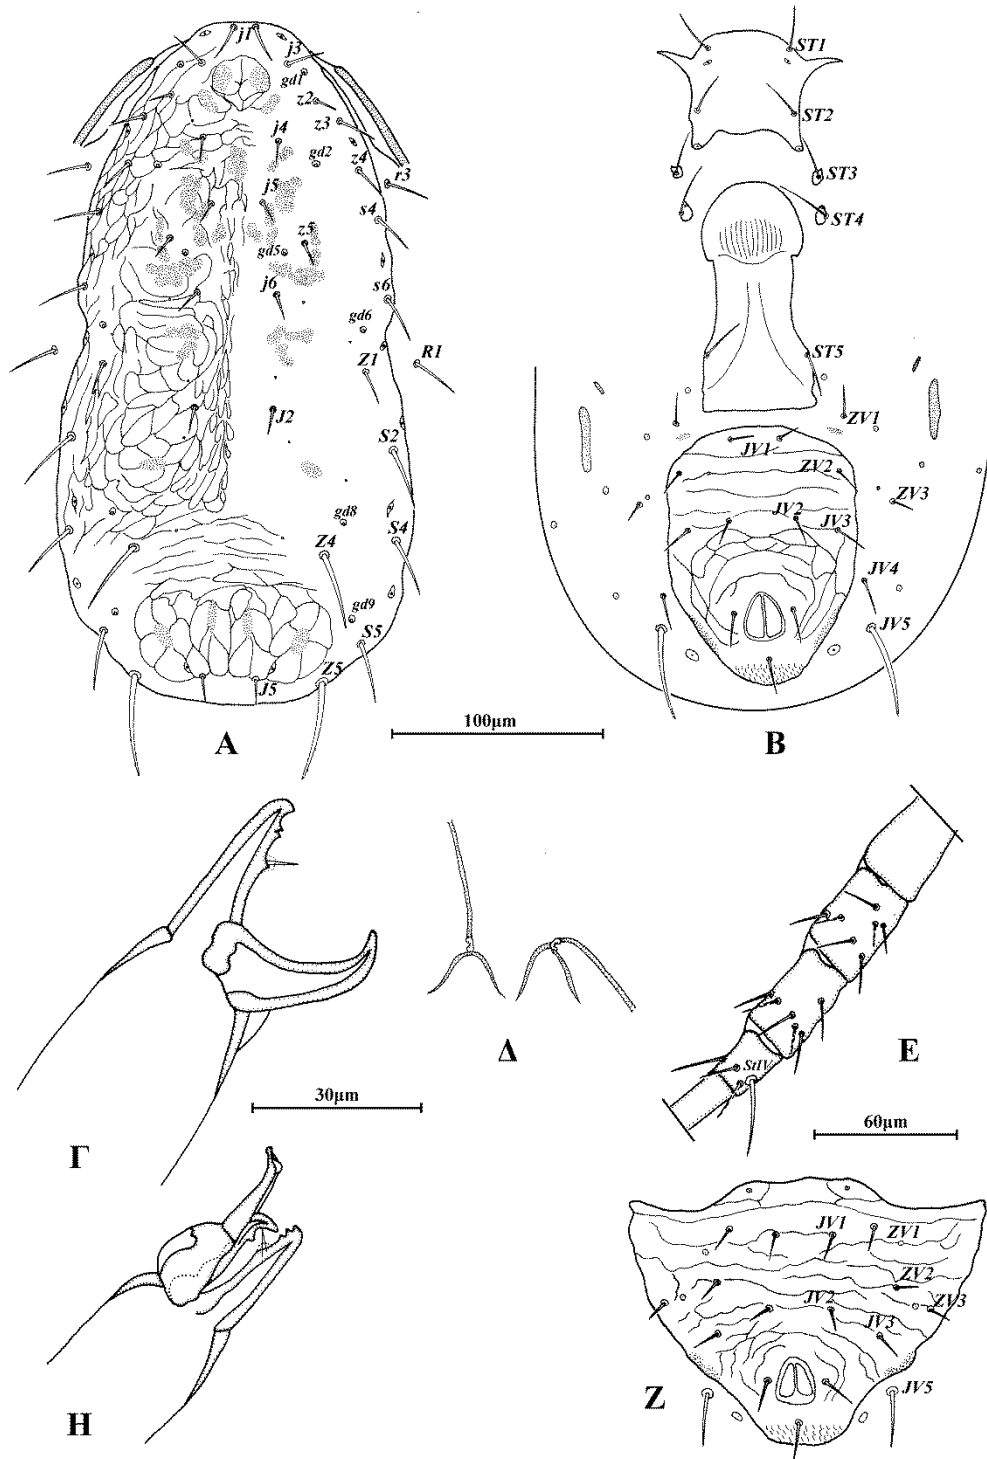 j1
j3
gd1
z2
z3
j4
gd2
z4
r3
j5
s4
z5
gd5
j6
s6
gd6
Z1
R1
J2
S2
gd8
S4
Z4
gd9
S5
Z5
J5
A
100μm
ST1
ST2
ST3
ST4
ST5
ZV1
JV1
ZV2
ZV3
JV2
JV3
JV4
JV5
B
Γ
30μm
Δ
StIV
E
60μm
H
JV1
ZV1
ZV2
JV2
ZV3
JV3
JV5
Z